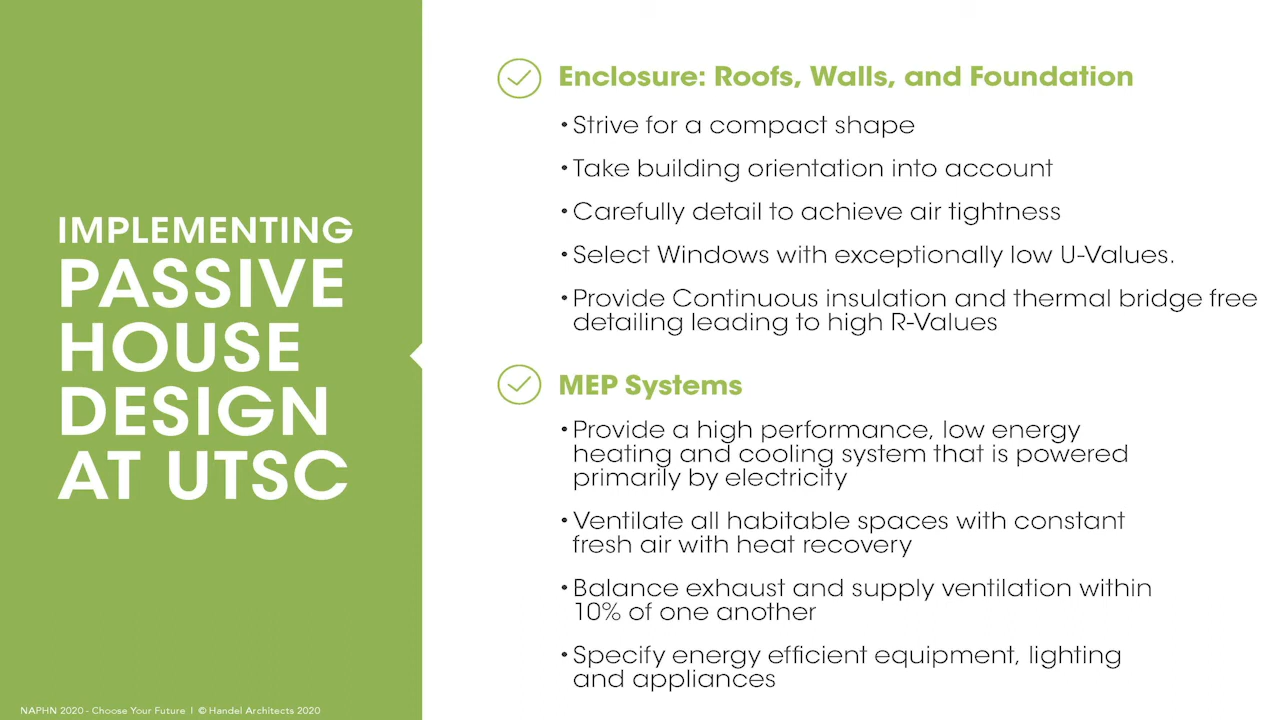 IMPLEMENTING
PASSIVE
HOUSE
DESIGN
AT UTSC
Enclosure: Roofs, Walls, and Foundation
• Strive for a compact shape
• Take building orientation into account
• Carefully detail to achieve air tightness
• Select Windows with exceptionally low U-Values.
• Provide Continuous insulation and thermal bridge free
detailing leading to high R-Values
MEP Systems
• Provide a high performance, low energy
heating and cooling system that is powered
primarily by electricity
• Ventilate all habitable spaces with constant
fresh air with heat recovery
• Balance exhaust and supply ventilation within
10% of one another
• Specify energy efficient equipment, lighting
and appliances
NAPHN 2020 - Choose Your Future | © Handel Architects 2020